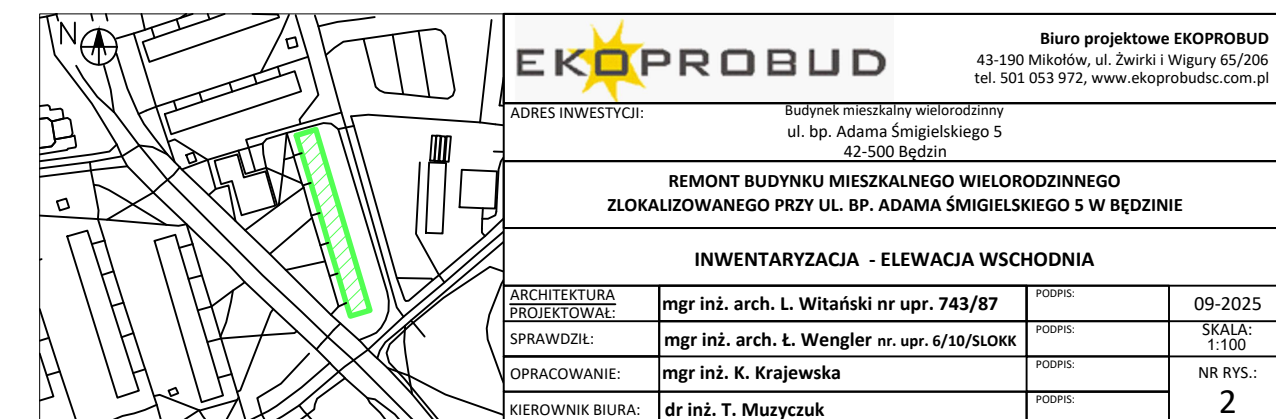 N
EKOPROBUD
Biuro projektowe EKOPROBUD
43-190 Mikołów, ul. Żwirki i Wigury 65/206
tel. 501 053 972, www.ekoprobudsc.com.pl
ADRES INWESTYCJI:
Budynek mieszkalny wielorodzinny
ul. bp. Adama Śmigielskiego 5
42-500 Będzin
REMONT BUDYNKU MIESZKALNEGO WIELORODZINNEGO
ZLOKALIZOWANEGO PRZY UL. BP. ADAMA ŚMIGIELSKIEGO 5 W BĘDZINIE
INWENTARYZACJA - ELEWACJA WSCHODNIA
ARCHITEKTURA
PROJEKTOWAŁ:
mgr inż. arch. L. Witański nr upr. 743/87
PODPIS:
09-2025
SPRAWDZIŁ:
mgr inż. arch. Ł. Wengler nr. upr. 6/10/SLOKK
PODPIS:
SKALA:
1:100
OPRACOWANIE:
mgr inż. K. Krajewska
PODPIS:
NR RYS.:
KIEROWNIK BIURA:
dr inż. T. Muzyczuk
PODPIS:
2